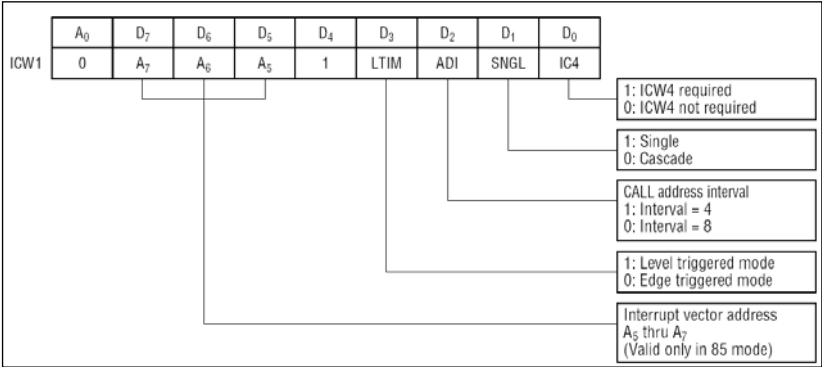 A₀ D₇ D₆ D₅ D₄ D₃ D₂ D₁ D₀
ICW1 0 A₇ A₆ A₅ 1 LTIM ADI SNGL IC4
1: ICW4 required
0: ICW4 not required
1: Single
0: Cascade
CALL address interval
1: Interval = 4
0: Interval = 8
1: Level triggered mode
0: Edge triggered mode
Interrupt vector address
A₅ thru A₇
(Valid only in 85 mode)